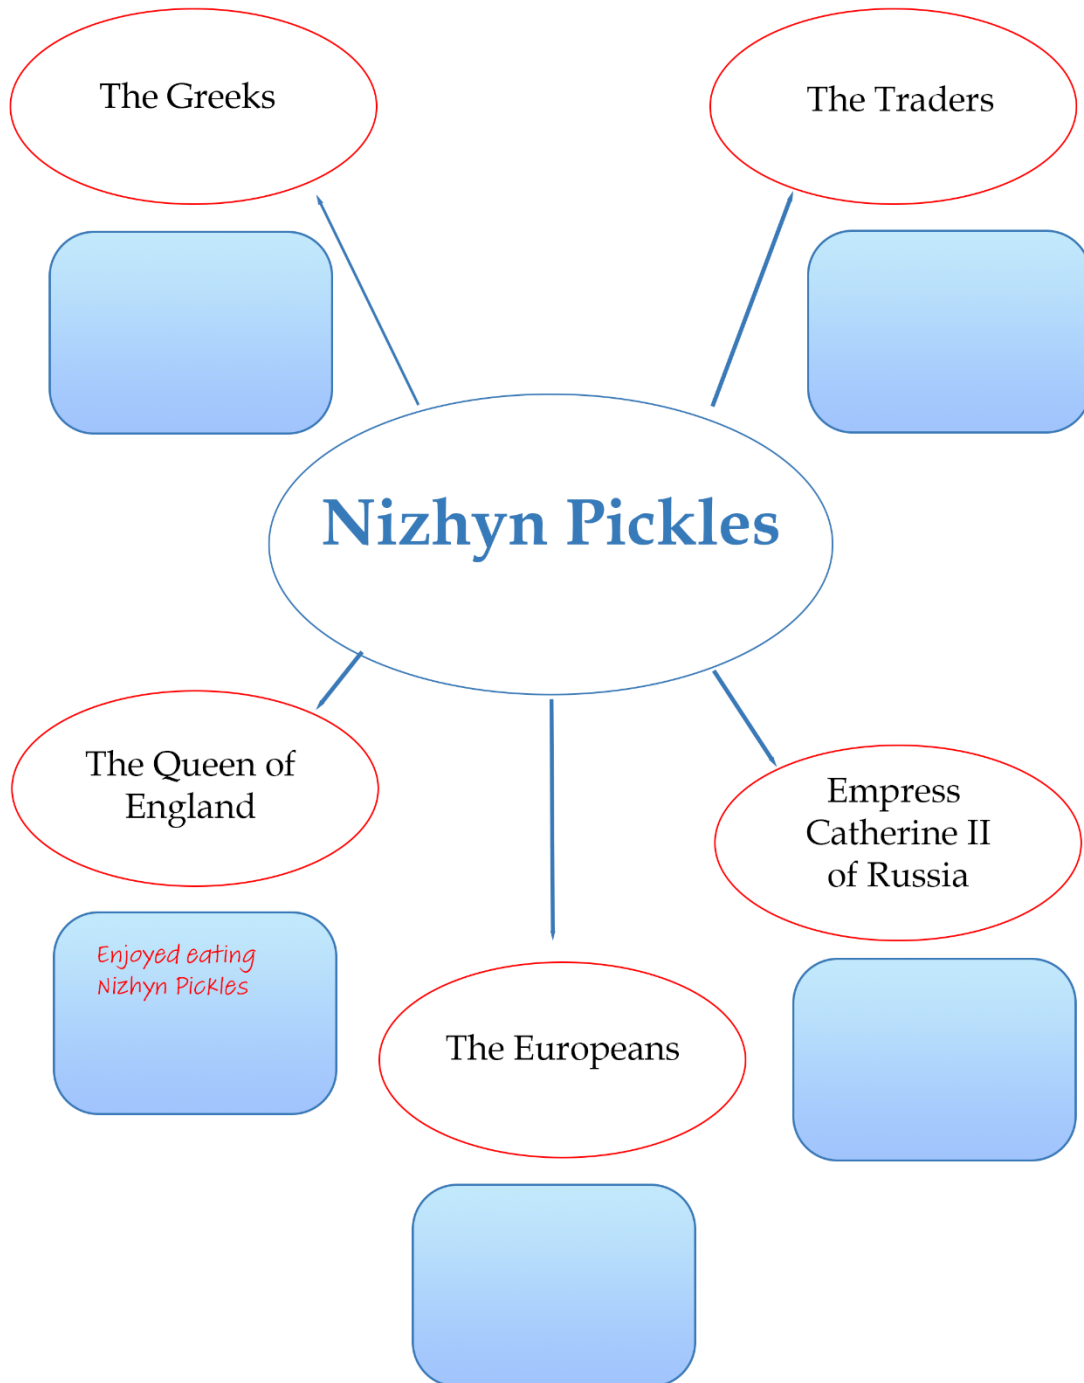 The Greeks
The Traders
Nizhyn Pickles
The Queen of
England
Empress
Catherine II
of Russia
Enjoyed eating
Nizhyn Pickles
The Europeans